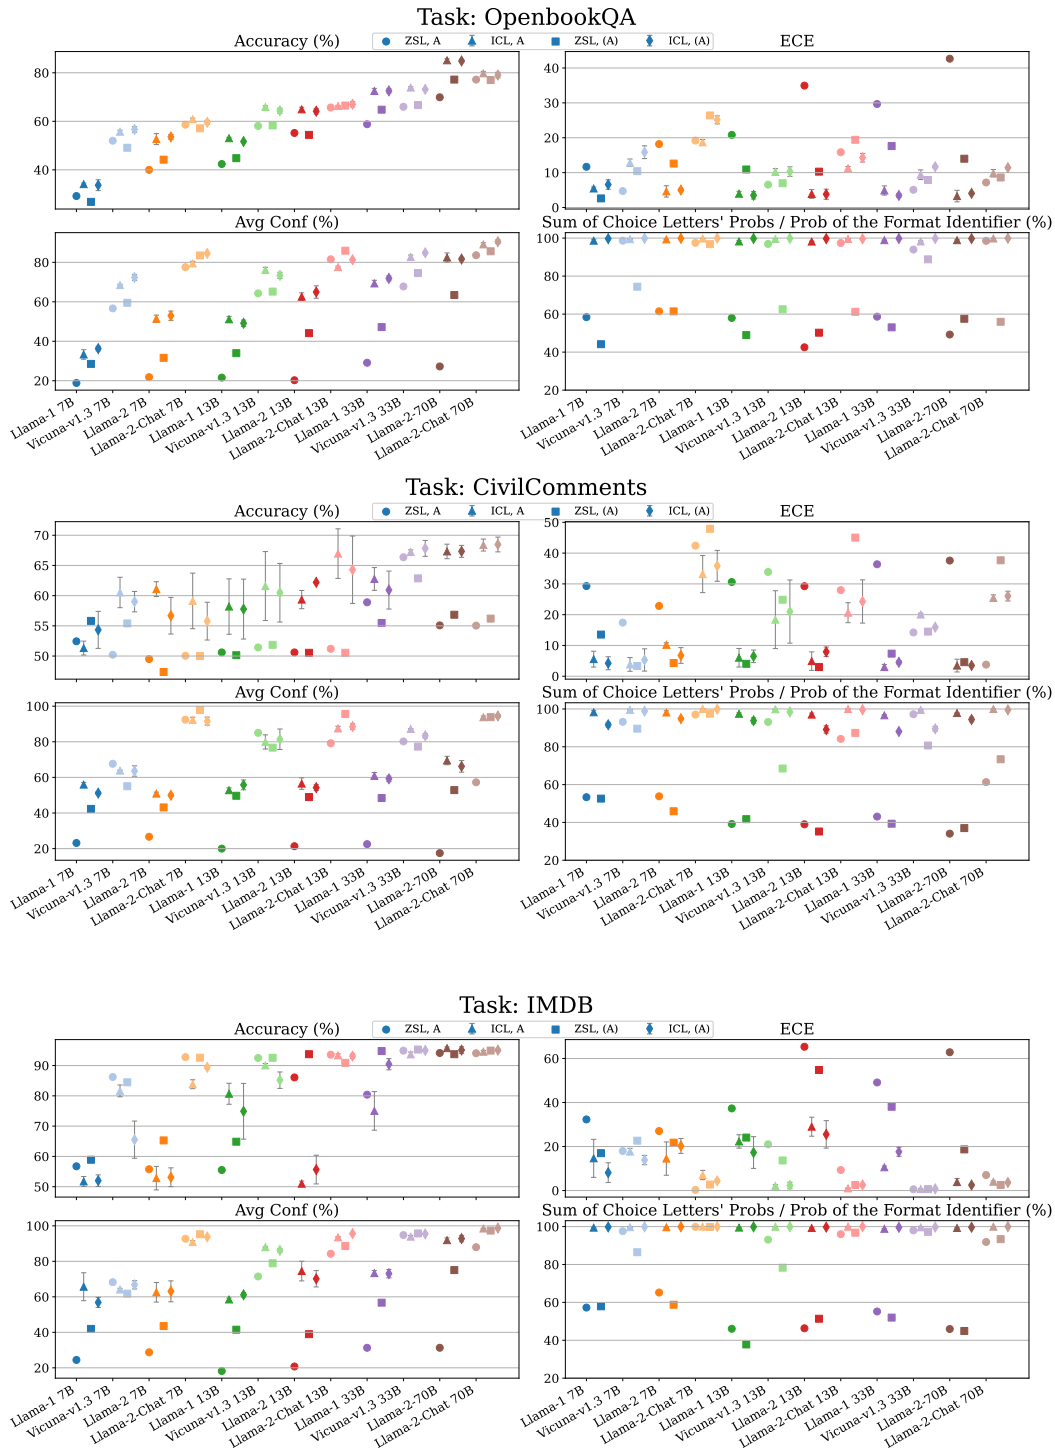 Task: OpenbookQA
Accuracy (%)
ZSL, A
ICL, A
ZSL, (A)
ICL, (A)
ECE
80
60
40
40
30
20
10
0
Avg Conf (%)
Sum of Choice Letters' Probs / Prob of the Format Identifier (%)
80
60
40
20
100
80
60
40
20
Llama-1 7B
Vicuna-v1.3 7B
Llama-2 7B
Llama-2-Chat 7B
Llama-1 13B
Vicuna-v1.3 13B
Llama-2 13B
Llama-2-Chat 13B
Llama-1 33B
Vicuna-v1.3 33B
Llama-2-70B
Llama-2-Chat 70B
Llama-1 7B
Vicuna-v1.3 7B
Llama-2 7B
Llama-2-Chat 7B
Llama-1 13B
Vicuna-v1.3 13B
Llama-2 13B
Llama-2-Chat 13B
Llama-1 33B
Vicuna-v1.3 33B
Llama-2-70B
Llama-2-Chat 70B
Task: CivilComments
Accuracy (%)
ZSL, A
ICL, A
ZSL, (A)
ICL, (A)
ECE
70
65
60
55
50
50
40
30
20
10
0
Avg Conf (%)
Sum of Choice Letters' Probs / Prob of the Format Identifier (%)
100
80
60
40
20
100
80
60
40
20
Llama-1 7B
Vicuna-v1.3 7B
Llama-2 7B
Llama-2-Chat 7B
Llama-1 13B
Vicuna-v1.3 13B
Llama-2 13B
Llama-2-Chat 13B
Llama-1 33B
Vicuna-v1.3 33B
Llama-2-70B
Llama-2-Chat 70B
Llama-1 7B
Vicuna-v1.3 7B
Llama-2 7B
Llama-2-Chat 7B
Llama-1 13B
Vicuna-v1.3 13B
Llama-2 13B
Llama-2-Chat 13B
Llama-1 33B
Vicuna-v1.3 33B
Llama-2-70B
Llama-2-Chat 70B
Task: IMDB
Accuracy (%)
ZSL, A
ICL, A
ZSL, (A)
ICL, (A)
ECE
90
80
70
60
50
60
40
20
0
Avg Conf (%)
Sum of Choice Letters' Probs / Prob of the Format Identifier (%)
100
80
60
40
20
100
80
60
40
20
Llama-1 7B
Vicuna-v1.3 7B
Llama-2 7B
Llama-2-Chat 7B
Llama-1 13B
Vicuna-v1.3 13B
Llama-2 13B
Llama-2-Chat 13B
Llama-1 33B
Vicuna-v1.3 33B
Llama-2-70B
Llama-2-Chat 70B
Llama-1 7B
Vicuna-v1.3 7B
Llama-2 7B
Llama-2-Chat 7B
Llama-1 13B
Vicuna-v1.3 13B
Llama-2 13B
Llama-2-Chat 13B
Llama-1 33B
Vicuna-v1.3 33B
Llama-2-70B
Llama-2-Chat 70B